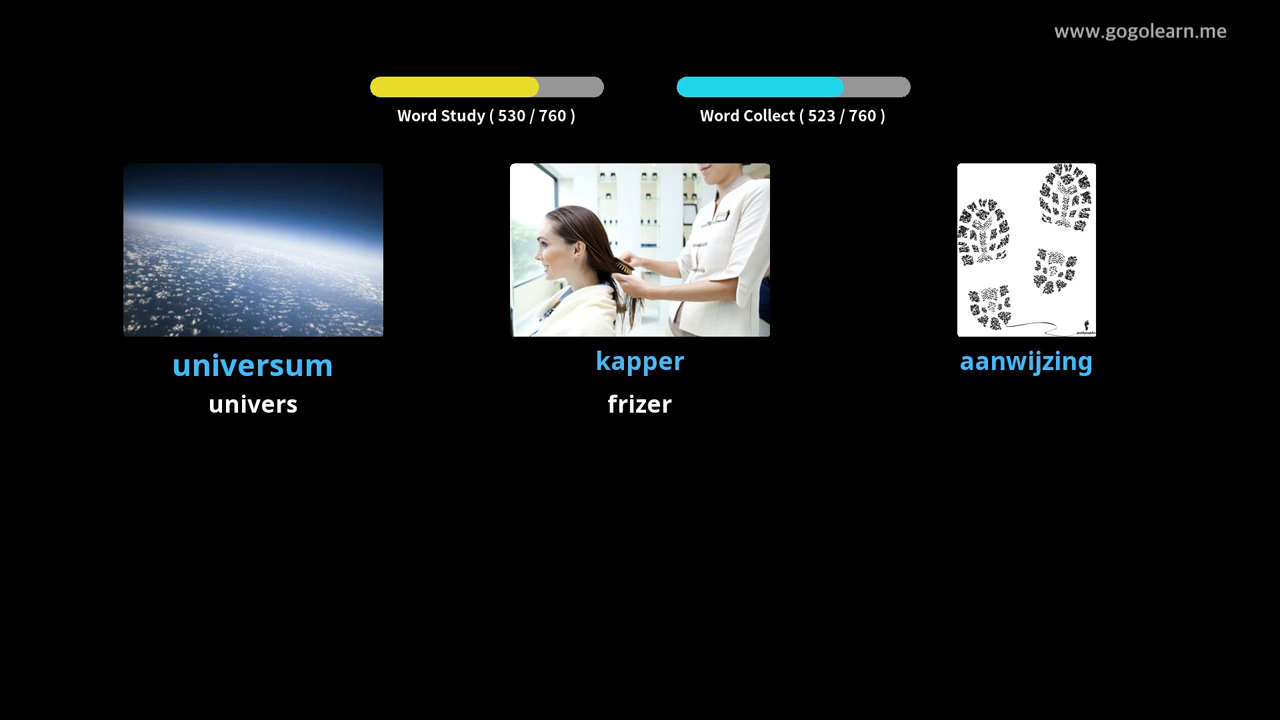 www.gogolearn.me
Word Study ( 530 / 760 )
Word Collect ( 523 / 760 )
universum
kapper
aanwijzing
univers
frizer